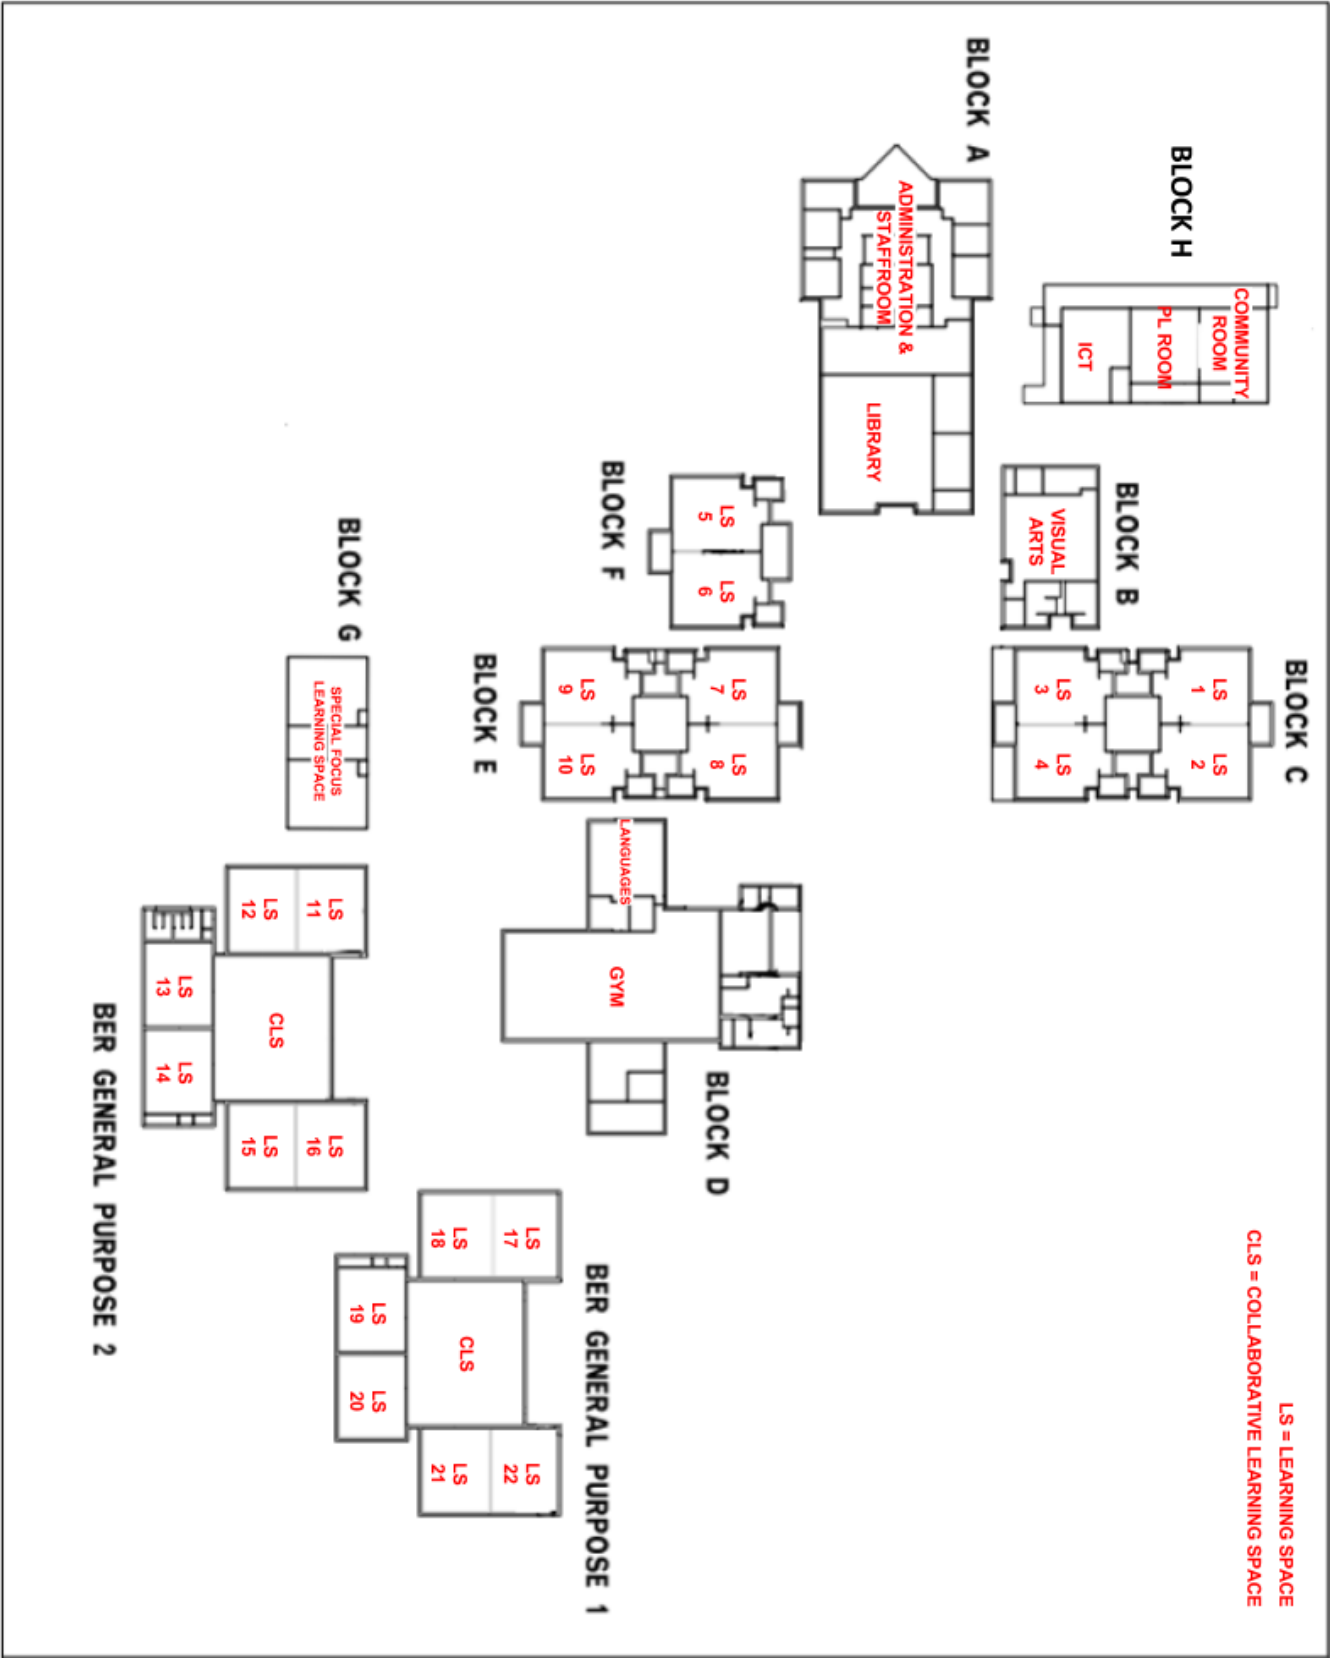 BLOCK H
COMMUNITY
ROOM
PL ROOM
ICT
BLOCK A
ADMINISTRATION &
STAFFROOM
LIBRARY
BLOCK B
VISUAL
ARTS
BLOCK C
LS
1
LS
2
LS
3
LS
4
BLOCK F
LS
5
LS
6
BLOCK E
LS
7
LS
8
LS
9
LS
10
BLOCK G
SPECIAL FOCUS
LEARNING SPACE
BLOCK D
LANGUAGES
GYM
LS
11
LS
12
LS
13
LS
14
LS
15
LS
16
CLS
BER GENERAL PURPOSE 2
BER GENERAL PURPOSE 1
LS
17
LS
18
LS
19
LS
20
LS
21
LS
22
CLS
LS = LEARNING SPACE
CLS = COLLABORATIVE LEARNING SPACE